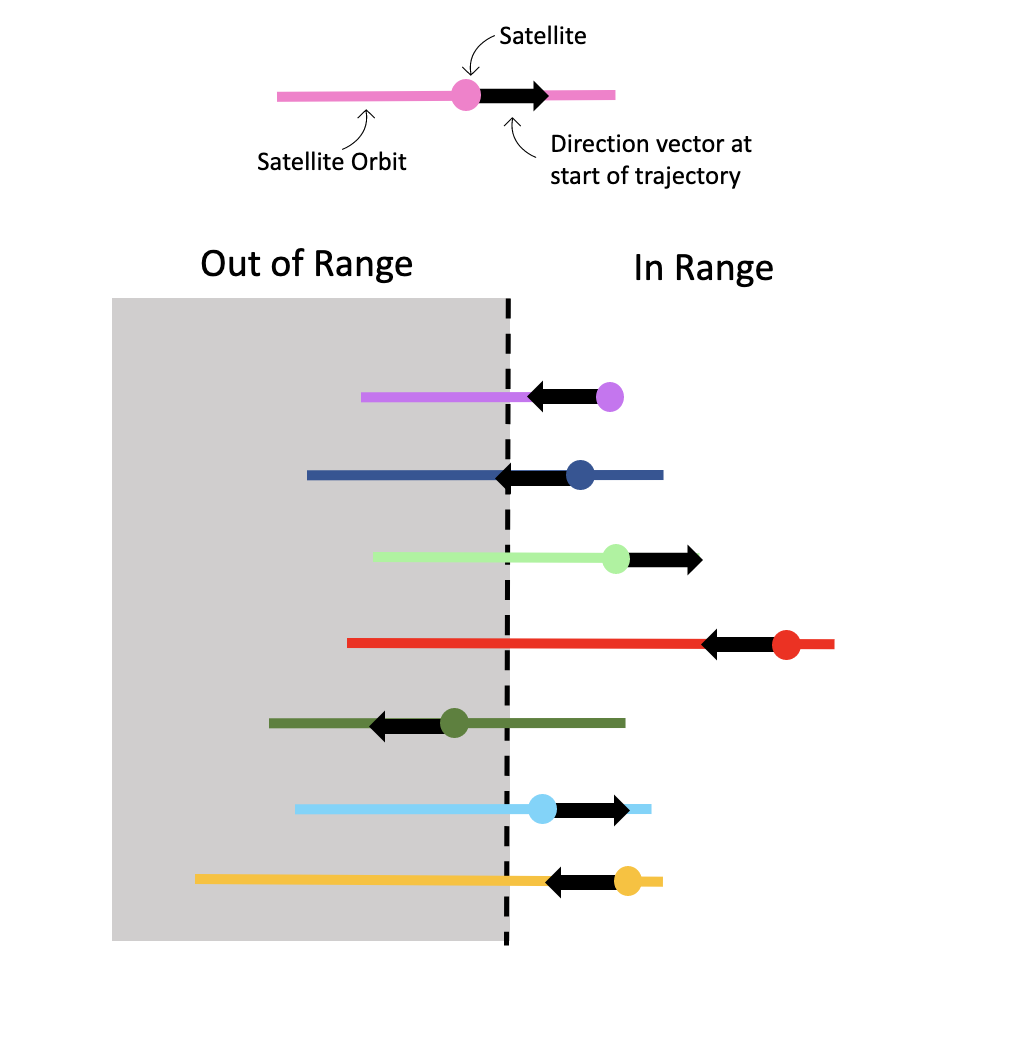 Satellite
Satellite Orbit
Direction vector at
start of trajectory
Out of Range
In Range